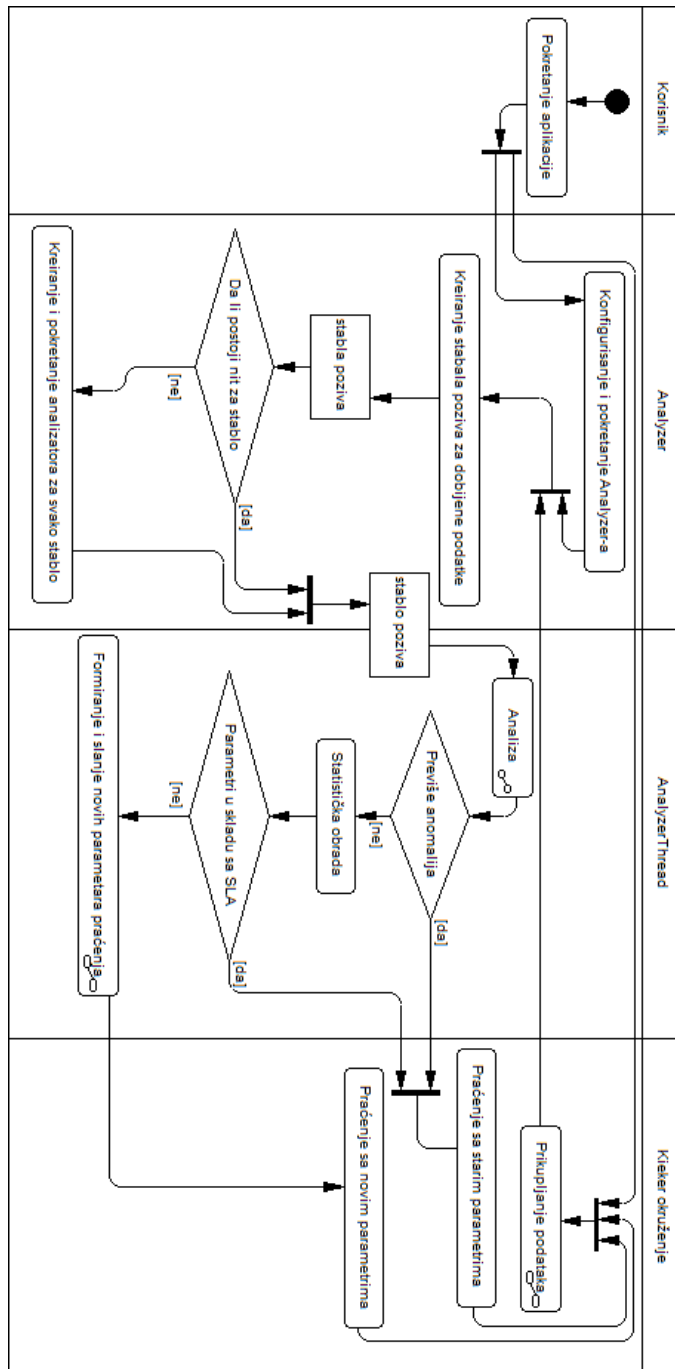 Korisnik
Analyzer
AnalyzerThread
Kieker okruženje
Pokretanje aplikacije
Konfigurisanje i pokretanje Analyzer-a
Kreiranje stabala poziva za dobijene podatke
stabla poziva
Da li postoji nit za stablo
[ne]
[da]
Kreiranje i pokretanje analizatora za svako stablo
stablo poziva
Analiza
Previše anomalija
[da]
[ne]
Statistička obrada
Parametri u skladu sa SLA
[ne]
[da]
Formiranje i slanje novih parametara praćenja
Prikupljanje podataka
Praćenje sa starim parametrima
Praćenje sa novim parametrima